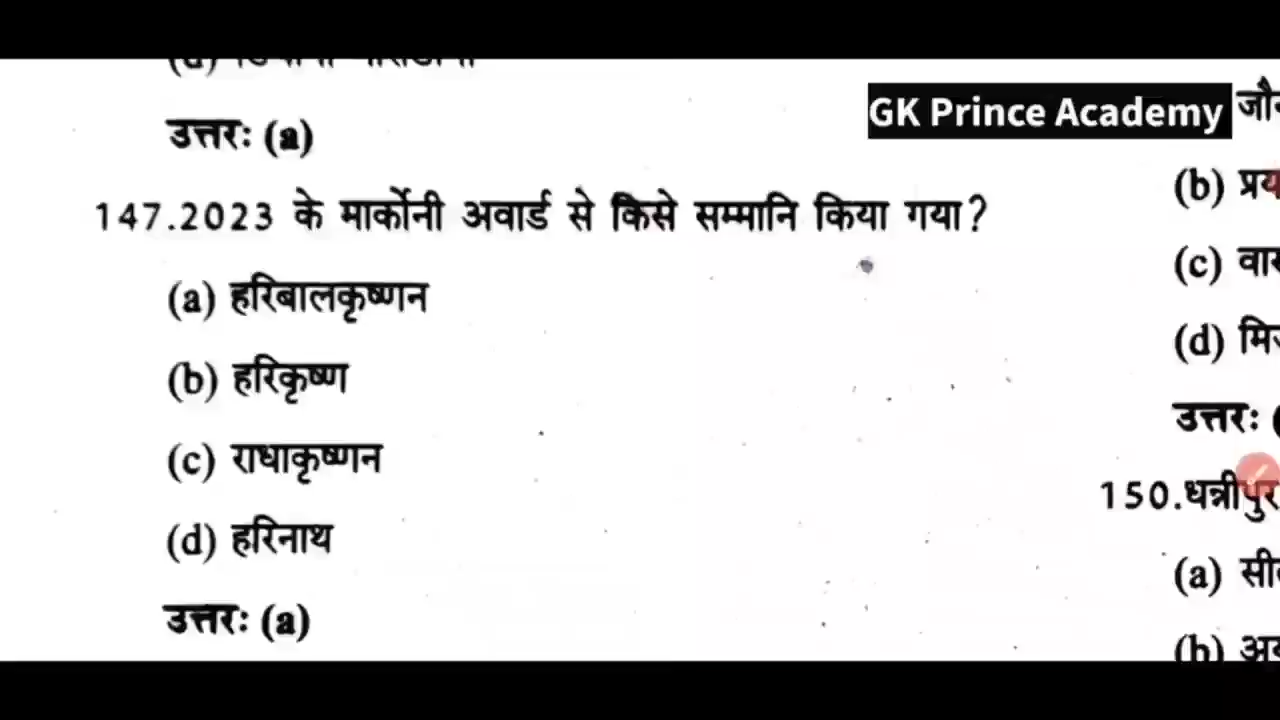 उत्तरः (a)
147.2023 के मार्कोनी अवार्ड से किसे सम्मानि किया गया?
(a) हरिबालकृष्णन
(b) हरिकृष्ण
(c) राधाकृष्णन
(d) हरिनाथ
उत्तरः (a)
GK Prince Academy
(b)
(c)
(d)
उत्तरः
150.धन्नीपुर
(a)
(b)